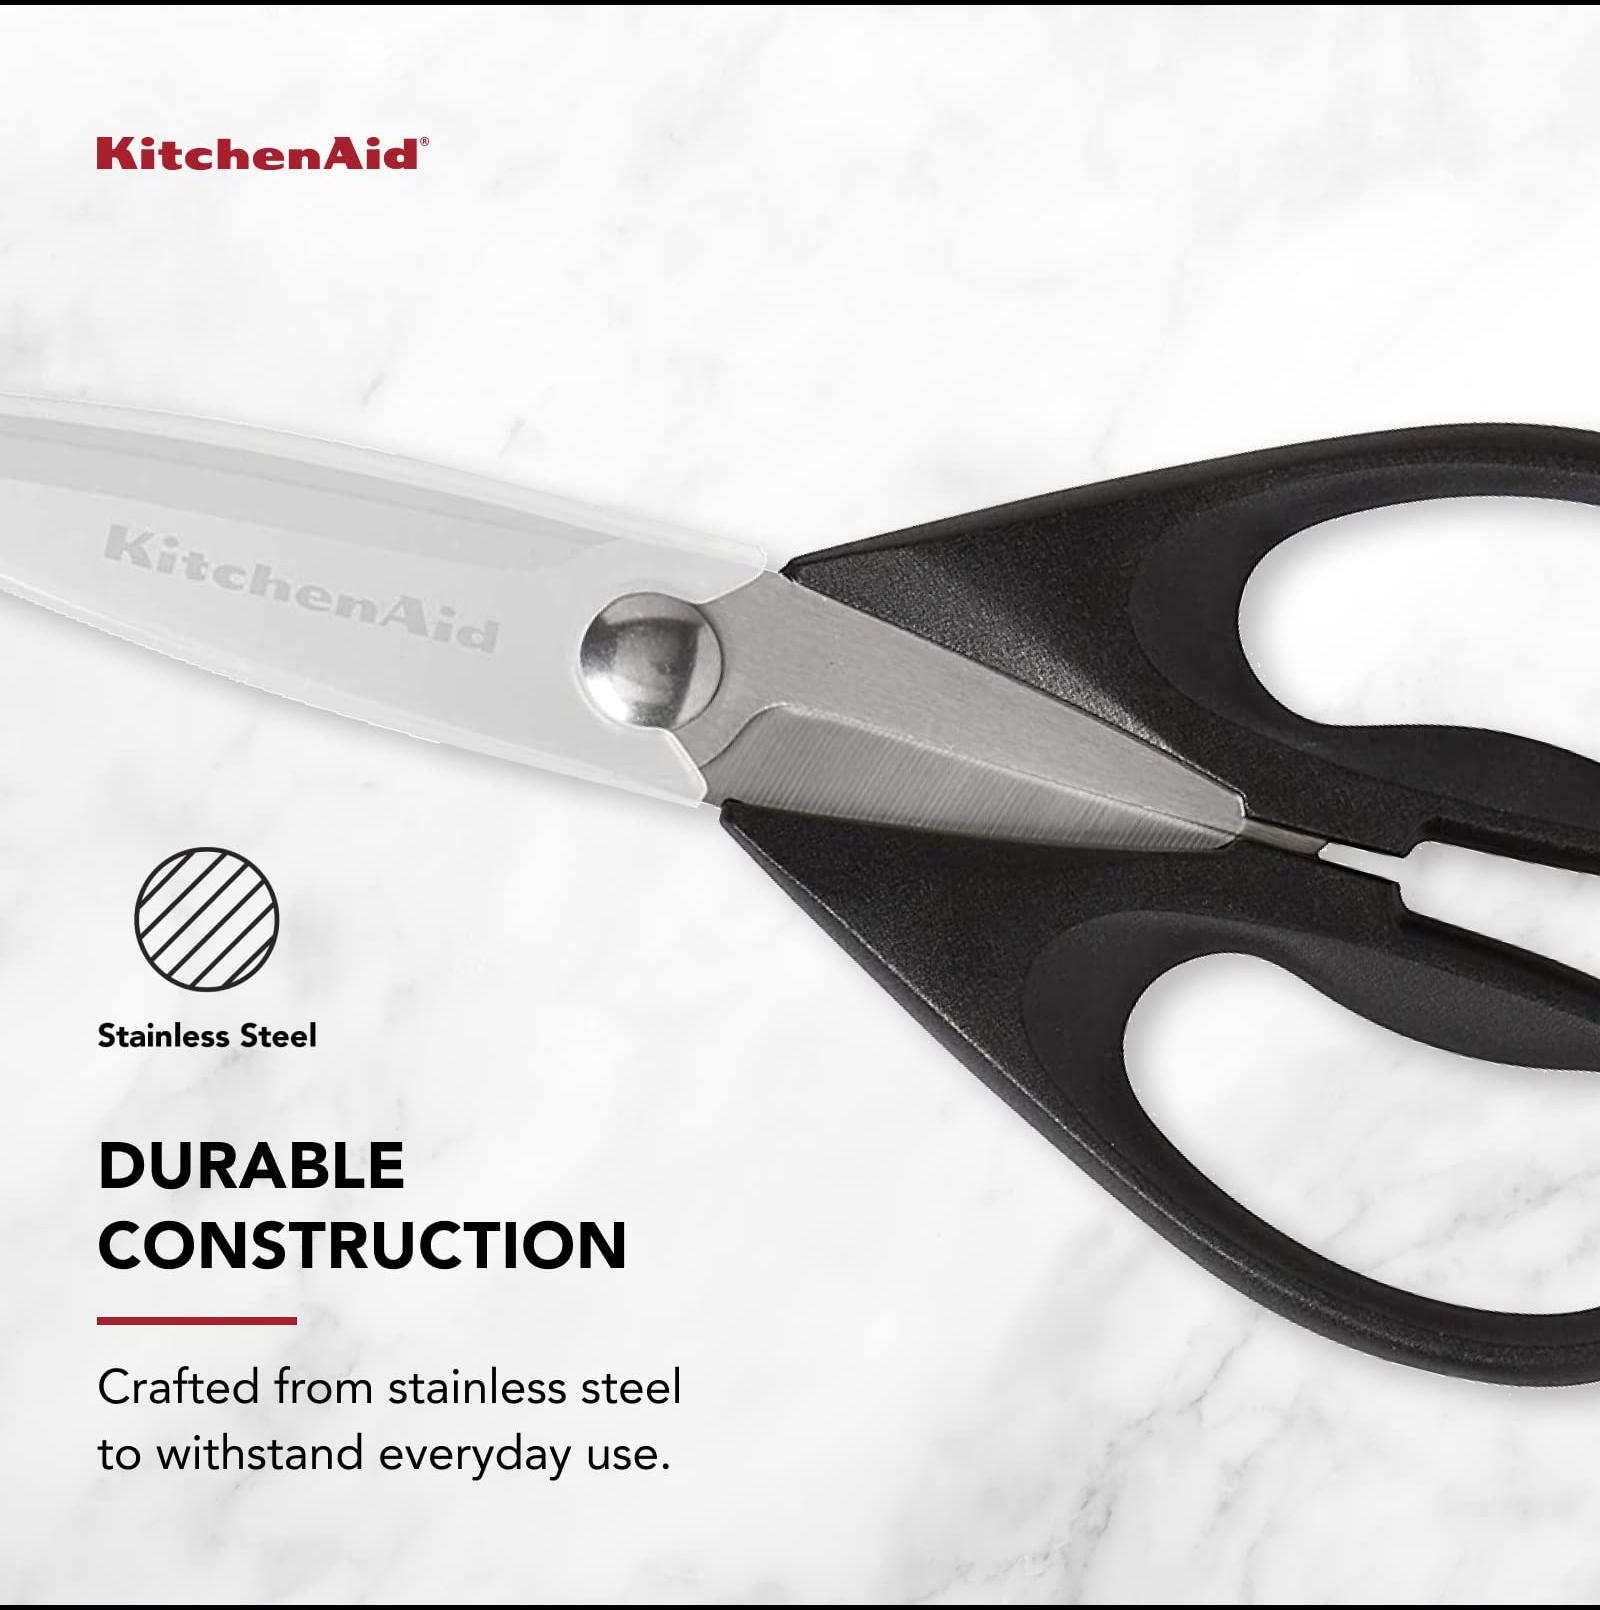 KitchenAid®
KitchenAid
Stainless Steel
DURABLE
CONSTRUCTION
Crafted from stainless steel
to withstand everyday use.